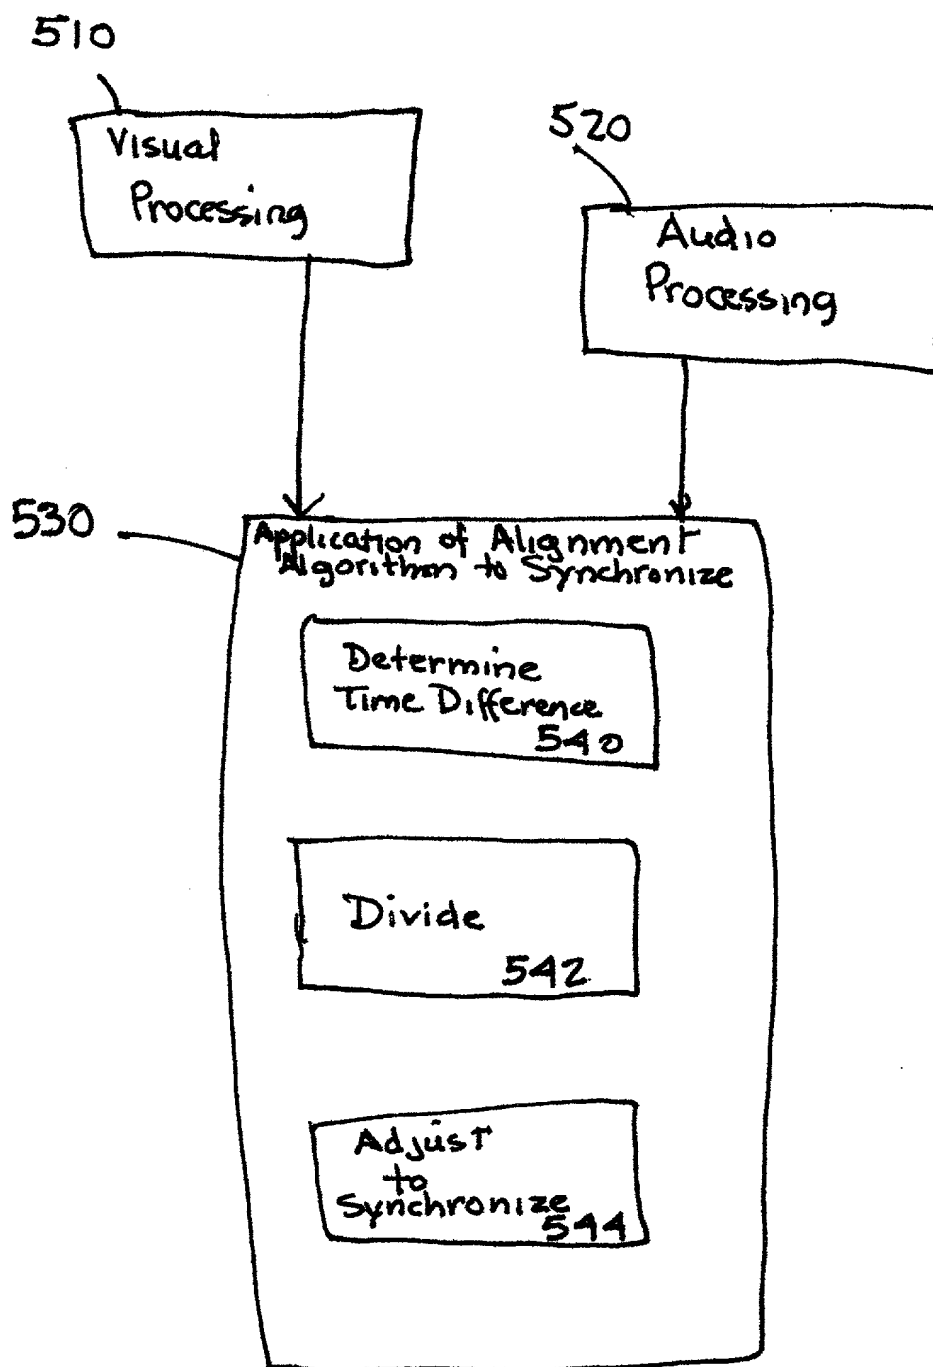 510
Visual
Processing
520
Audio
Processing
530
Application of Alignment
Algorithm to Synchronize
Determine
Time Difference
540
Divide
542
Adjust
to
Synchronize
544